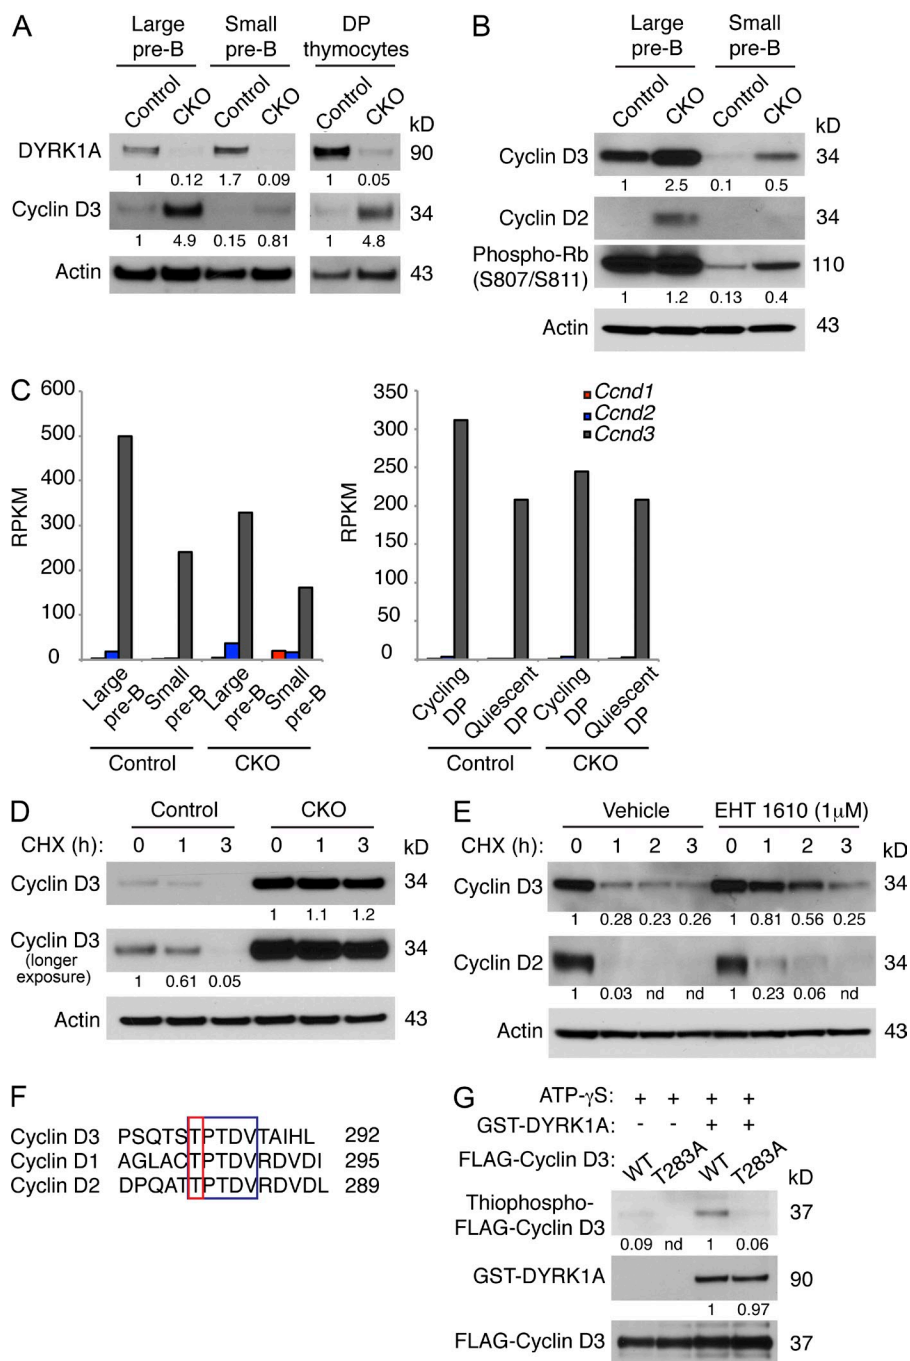 A
Large pre-B
Small pre-B
DP thymocytes
Control CKO Control CKO Control CKO
kD
DYRK1A 90
1 0.12 1.7 0.09 1 0.05
Cyclin D3 34
1 4.9 0.15 0.81 1 4.8
Actin 43
B
Large pre-B
Small pre-B
Control CKO Control CKO
kD
Cyclin D3 34
1 2.5 0.1 0.5
Cyclin D2 34
Phospho-Rb
(S807/S811) 110
1 1.2 0.13 0.4
Actin 43
C
600
500
400
300
200
100
0
RPKM
Large pre-B
Small pre-B
Large pre-B
Small pre-B
Control CKO
350
300
250
200
150
100
50
0
RPKM
Ccnd1
Ccnd2
Ccnd3
Cycling DP
Quiescent DP
Cycling DP
Quiescent DP
Control CKO
D
Control CKO
CHX (h): 0 1 3 0 1 3 kD
Cyclin D3 34
1 1.1 1.2
Cyclin D3
(longer
exposure) 34
1 0.61 0.05
Actin 43
E
Vehicle EHT 1610 (1μM)
CHX (h): 0 1 2 3 0 1 2 3 kD
Cyclin D3 34
1 0.28 0.23 0.26 1 0.81 0.56 0.25
Cyclin D2 34
1 0.03 nd nd 1 0.23 0.06 nd
Actin 43
F
Cyclin D3 PSQTSTPTDVTAIHL 292
Cyclin D1 AGLACTPTDVRDVDI 295
Cyclin D2 DPQATTPTDVRDVDL 289
G
ATP-γS: + + + +
GST-DYRK1A: - - + +
FLAG-Cyclin D3: WT T283A WT T283A
kD
Thiophospho-
FLAG-Cyclin D3 37
0.09 nd 1 0.06
GST-DYRK1A 90
1 0.97
FLAG-Cyclin D3 37